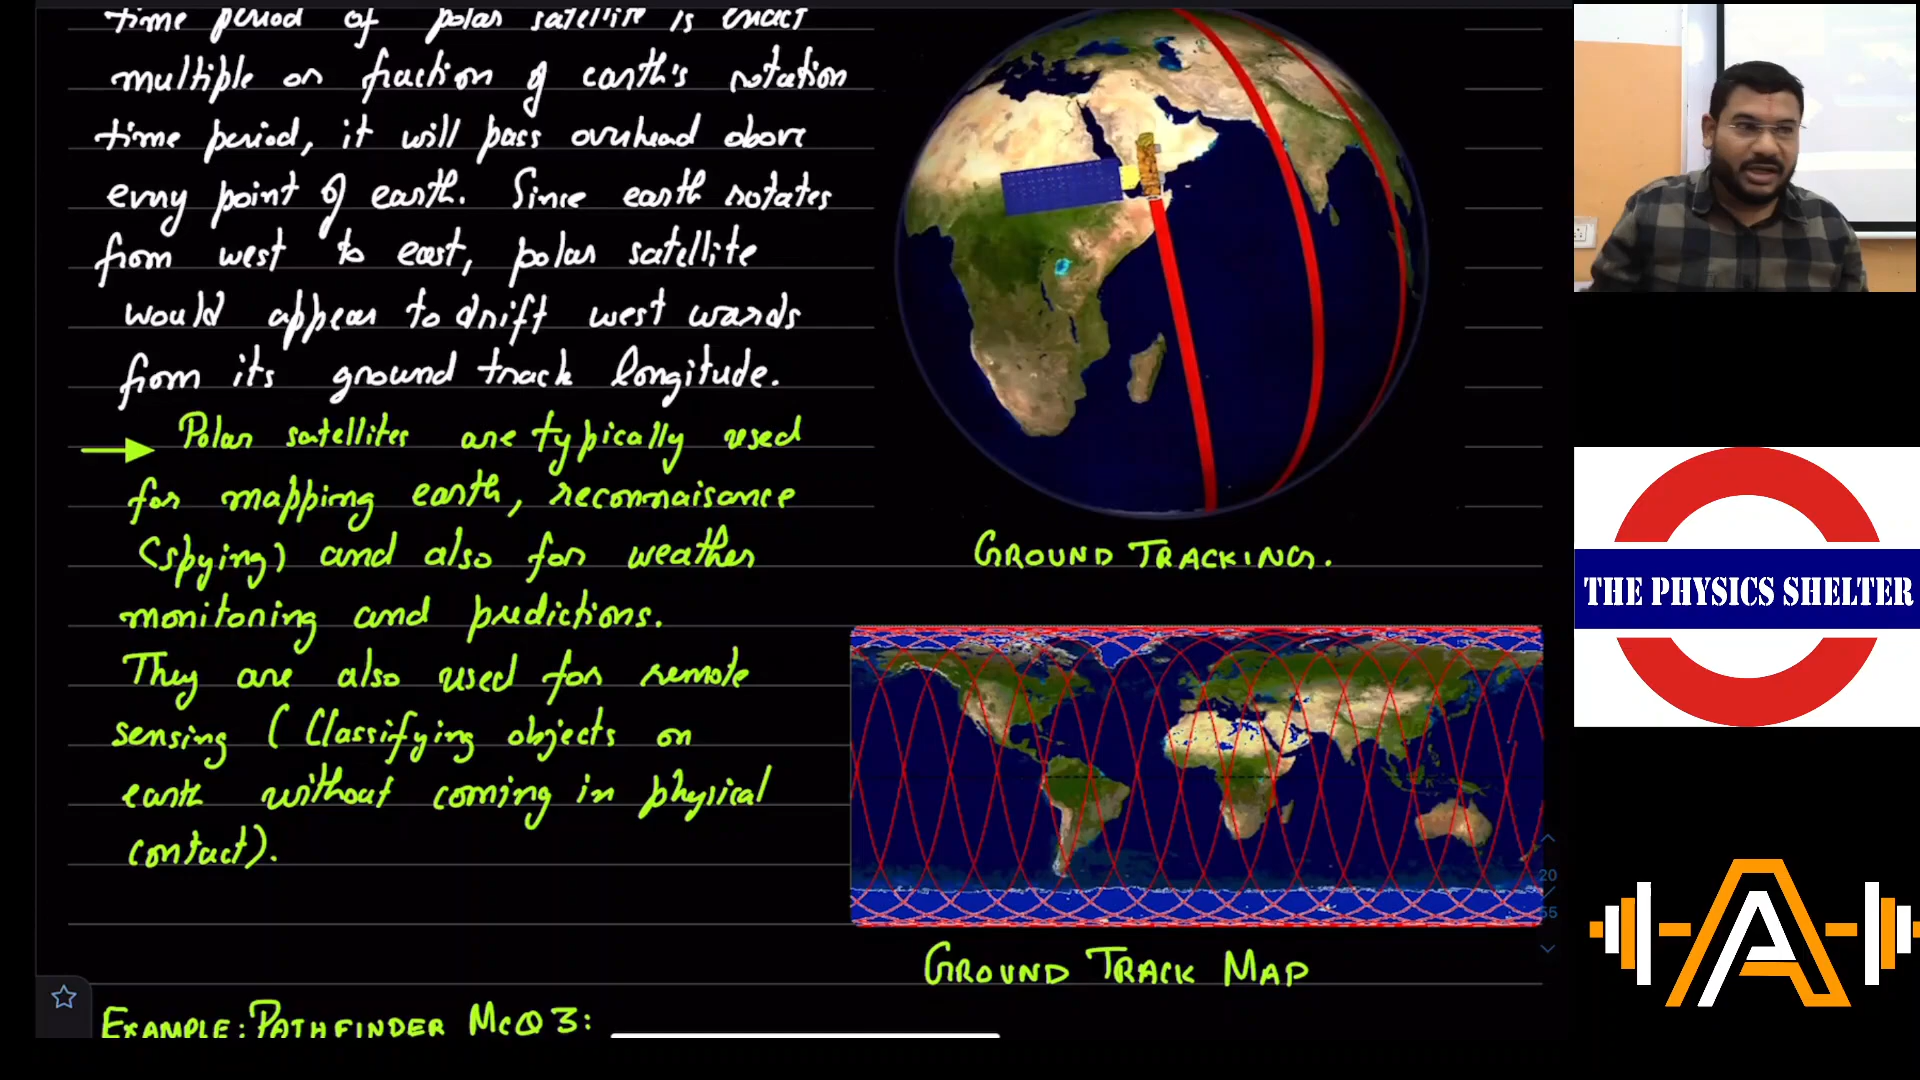 time period of polar satellite is exact
multiple or fraction of earth's rotation
time period, it will pass overhead above
every point of earth. Since earth rotates
from west to east, polar satellite
would appear to drift west wards
from its ground track longitude.
→ Polar satellites are typically used
for mapping earth, reconnaisance
(spying) and also for weather
monitoring and predictions.
They are also used for remote
sensing (Classifying objects on
earth without coming in physical
contact).
EXAMPLE: PATHFINDER MCQ 3:
GROUND TRACKING.
GROUND TRACK MAP
20
55
THE PHYSICS SHELTER